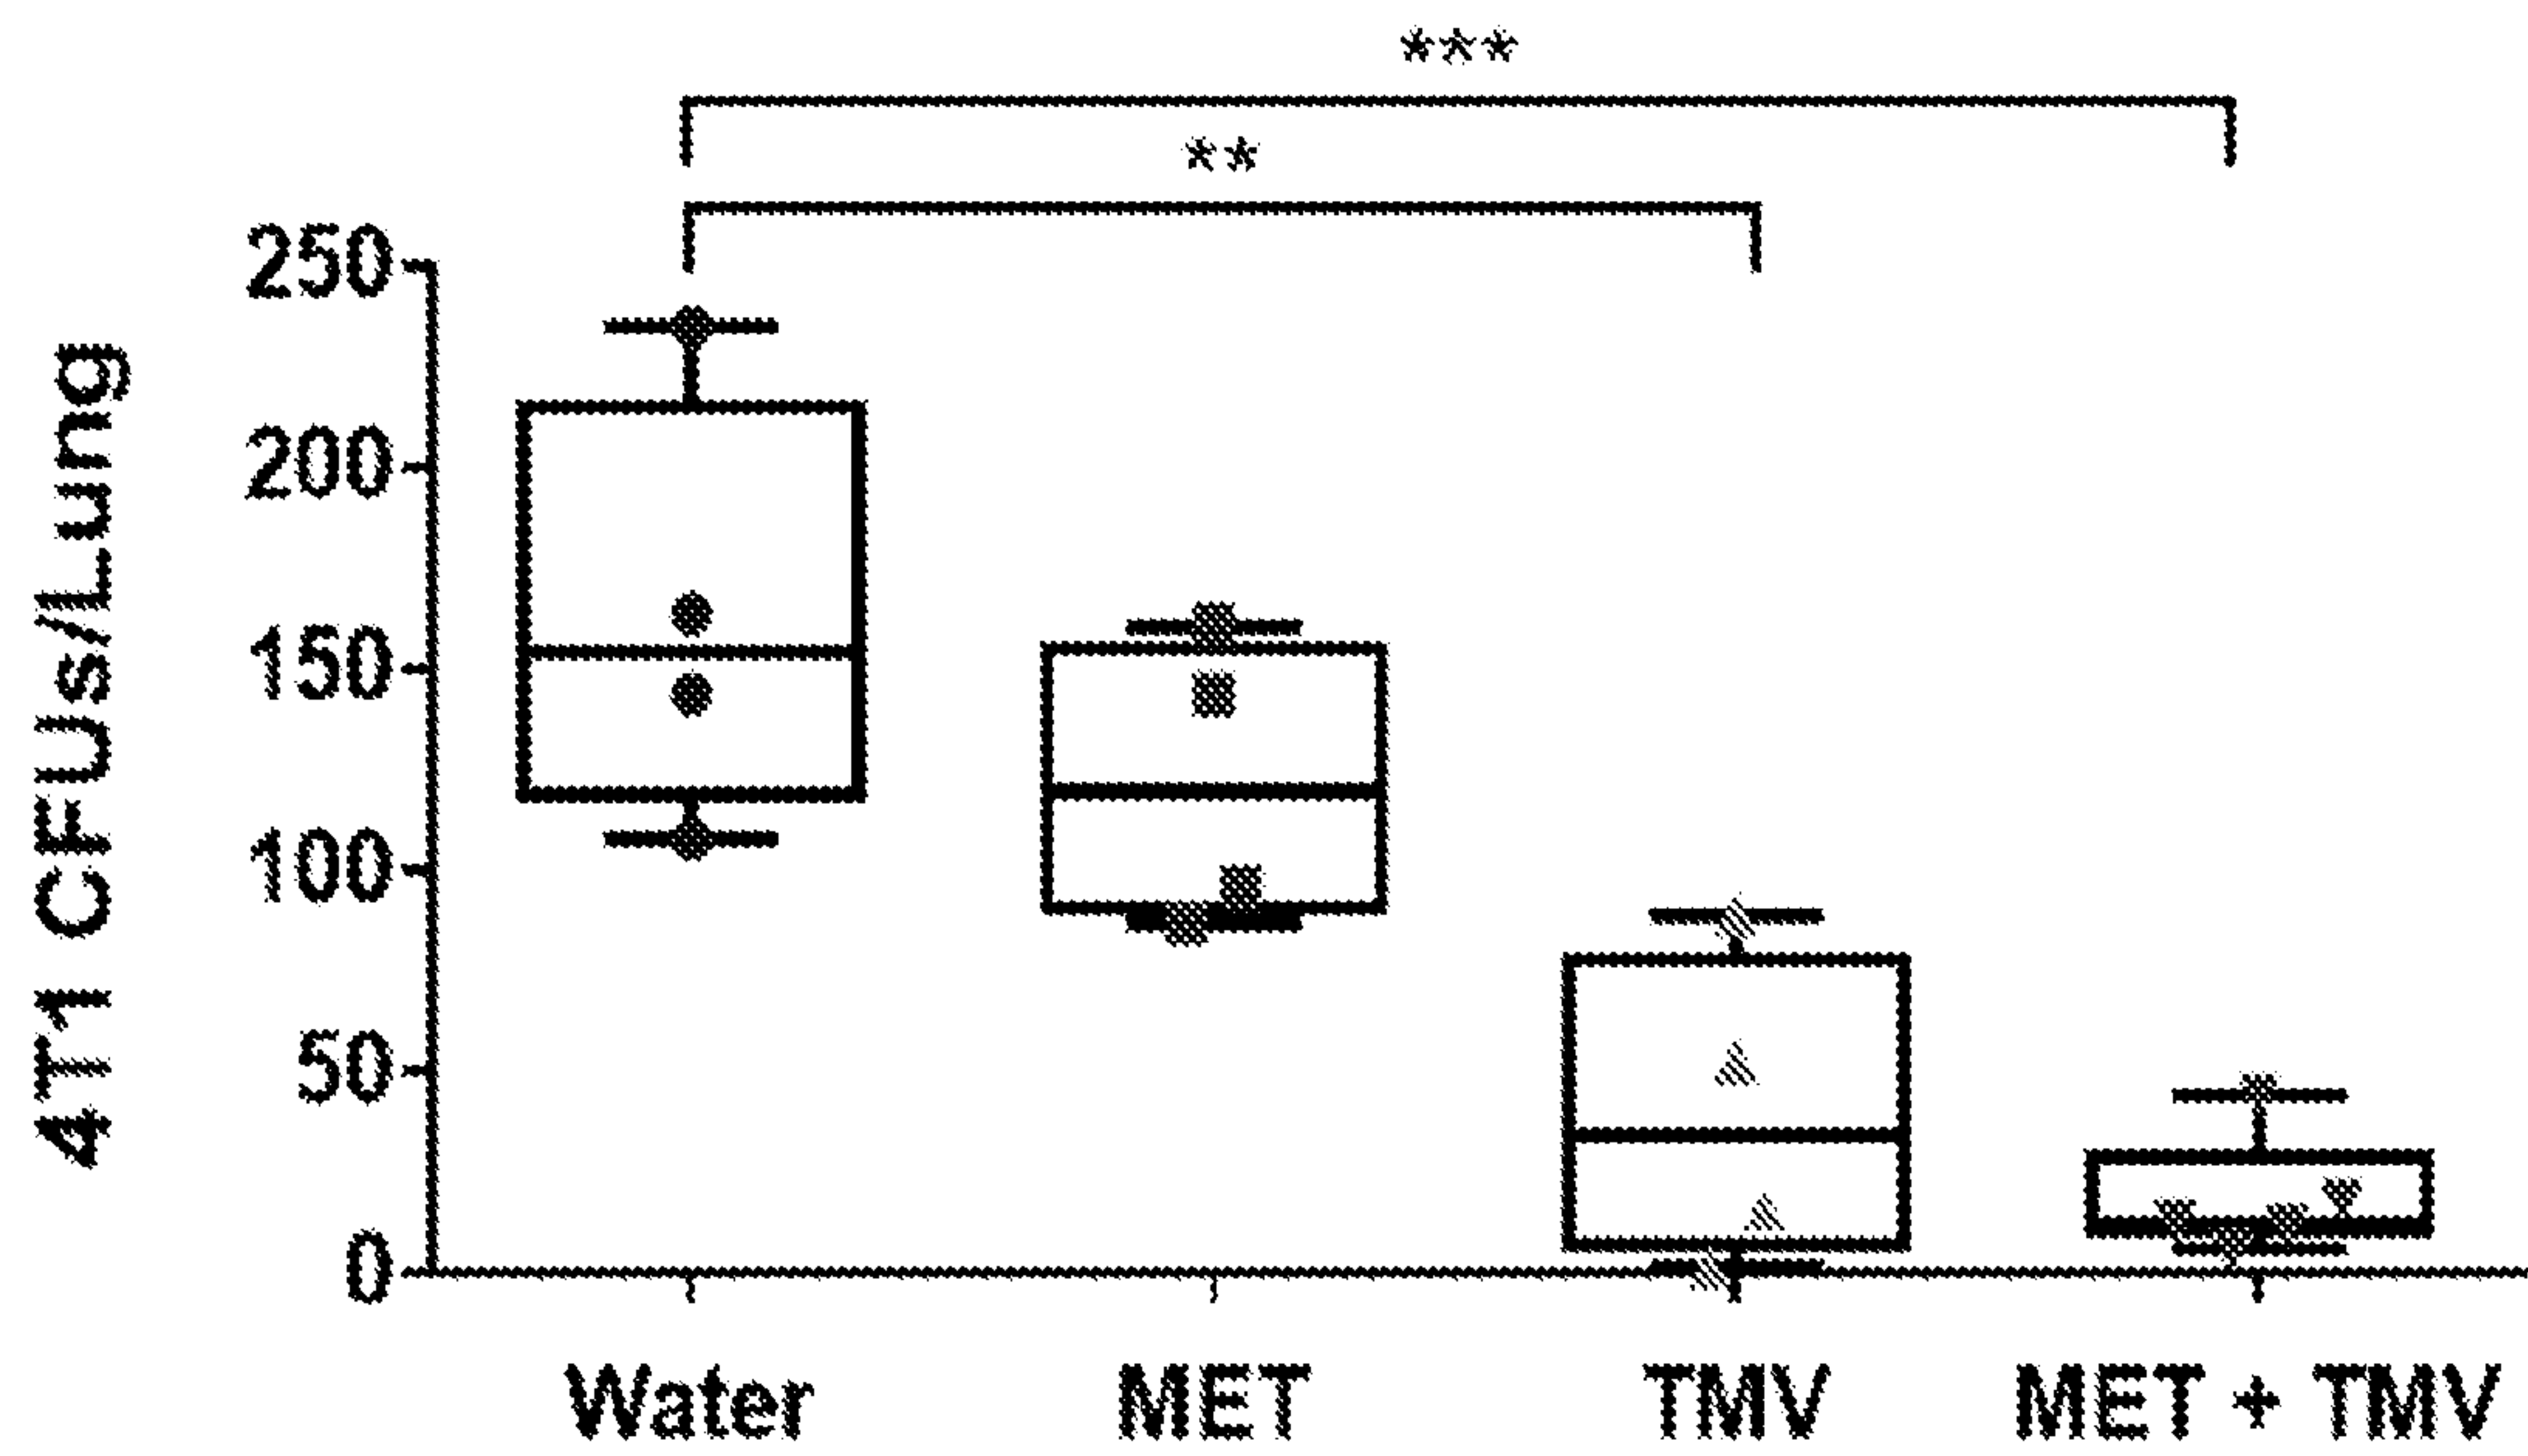 ***
**
250
200
150
100
50
0
4T1 CFUs/Lung
Water
MET
TMV
MET + TMV